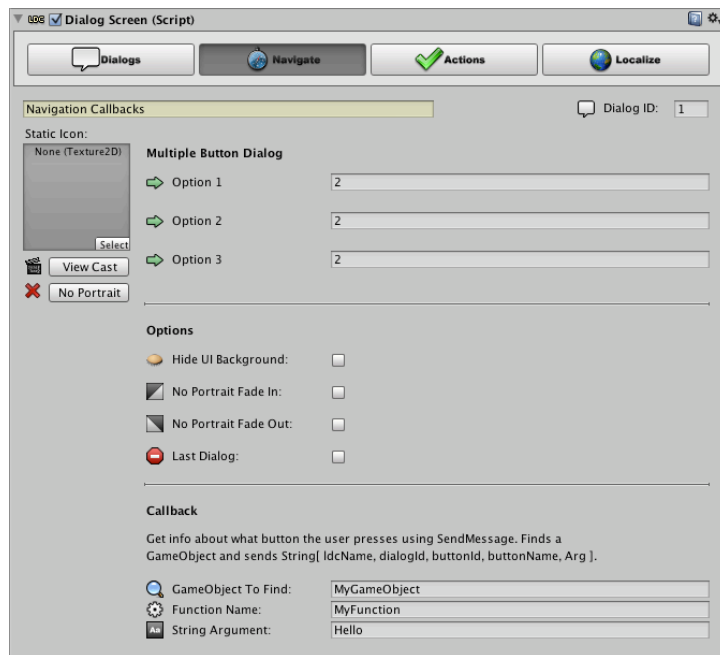 LDC Dialog Screen (Script)
Dialogs Navigate Actions Localize
Navigation Callbacks Dialog ID: 1
Static Icon:
None (Texture2D)
Select
View Cast
No Portrait
Multiple Button Dialog
Option 1 2
Option 2 2
Option 3 2
Options
Hide UI Background:
No Portrait Fade In:
No Portrait Fade Out:
Last Dialog:
Callback
Get info about what button the user presses using SendMessage. Finds a
GameObject and sends String[ ldcName, dialogId, buttonId, buttonName, Arg ].
GameObject To Find: MyGameObject
Function Name: MyFunction
Aa String Argument: Hello